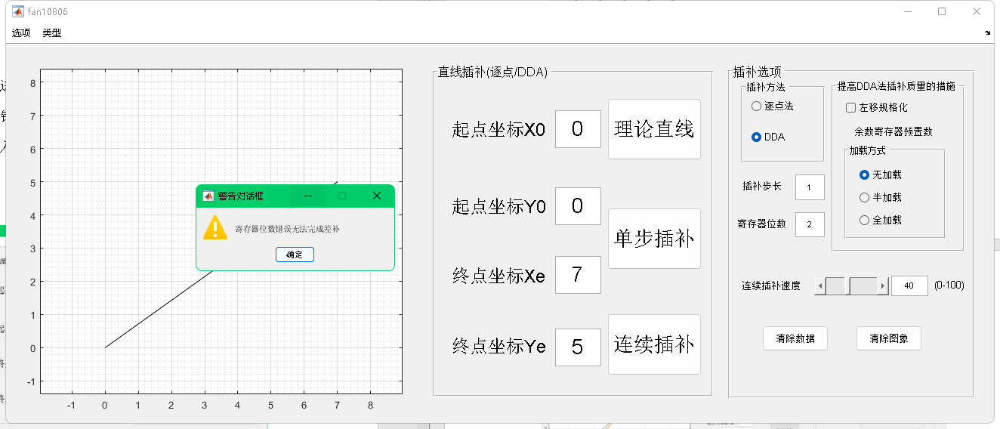 fan10806
选项 类型
8
7
6
5
4
3
2
1
0
-1
-1 0 1 2 3 4 5 6 7 8
警告对话框
寄存器位数错误无法完成差补
确定
直线插补(逐点/DDA)
起点坐标X0 0 理论直线
起点坐标Y0 0
单步插补
终点坐标Xe 7
终点坐标Ye 5 连续插补
插补选项
插补方法
逐点法
DDA
提高DDA法插补质量的措施
左移规格化
余数寄存器预置数
加载方式
无加载
半加载
全加载
插补步长 1
寄存器位数 2
连续插补速度 40 (0-100)
清除数据 清除图象